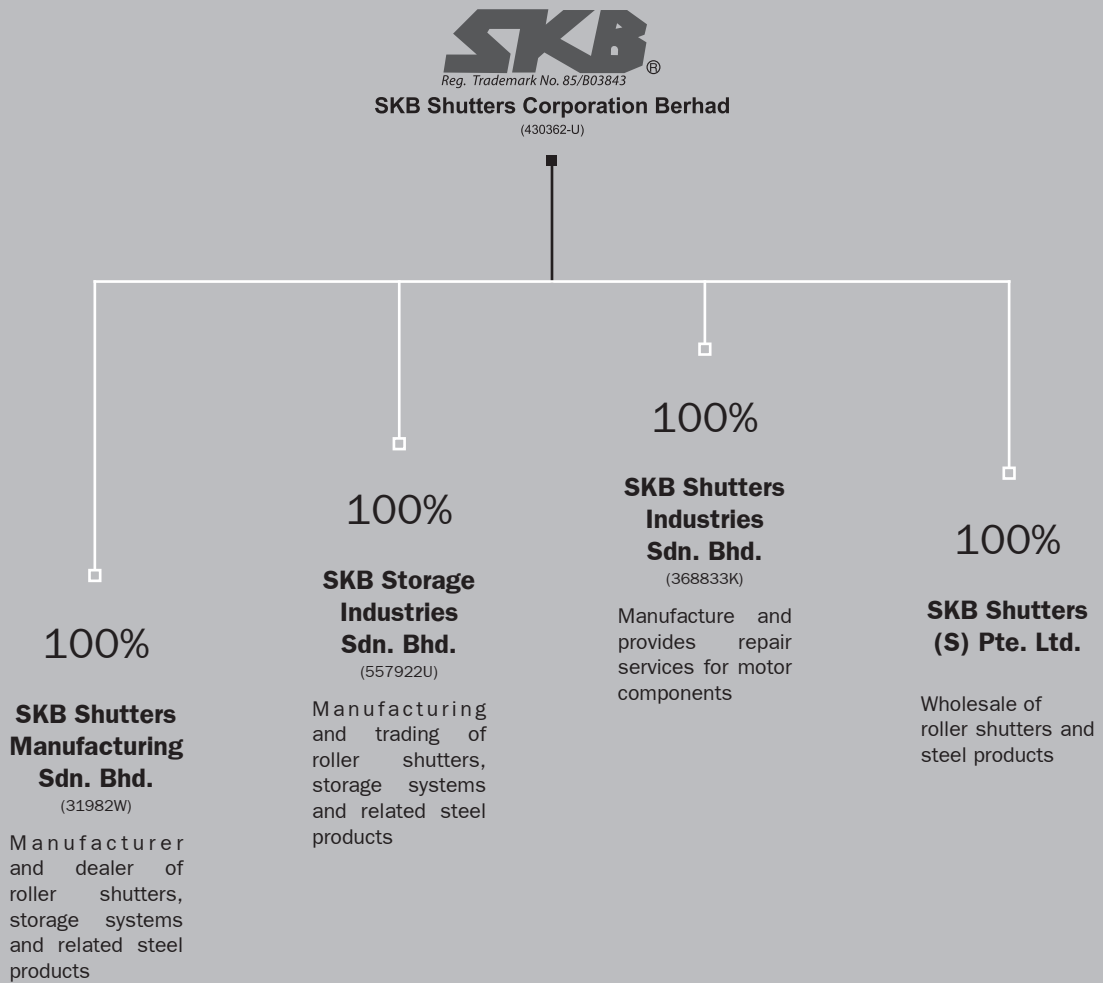 SKB®
Reg. Trademark No. 85/B03843
SKB Shutters Corporation Berhad
(430362-U)
100%
SKB Shutters
Manufacturing
Sdn. Bhd.
(31982W)
Manufacturer
and dealer of
roller shutters,
storage systems
and related steel
products
100%
SKB Storage
Industries
Sdn. Bhd.
(557922U)
Manufacturing
and trading of
roller shutters,
storage systems
and related steel
products
100%
SKB Shutters
Industries
Sdn. Bhd.
(368833K)
Manufacture and
provides repair
services for motor
components
100%
SKB Shutters
(S) Pte. Ltd.
Wholesale of
roller shutters and
steel products